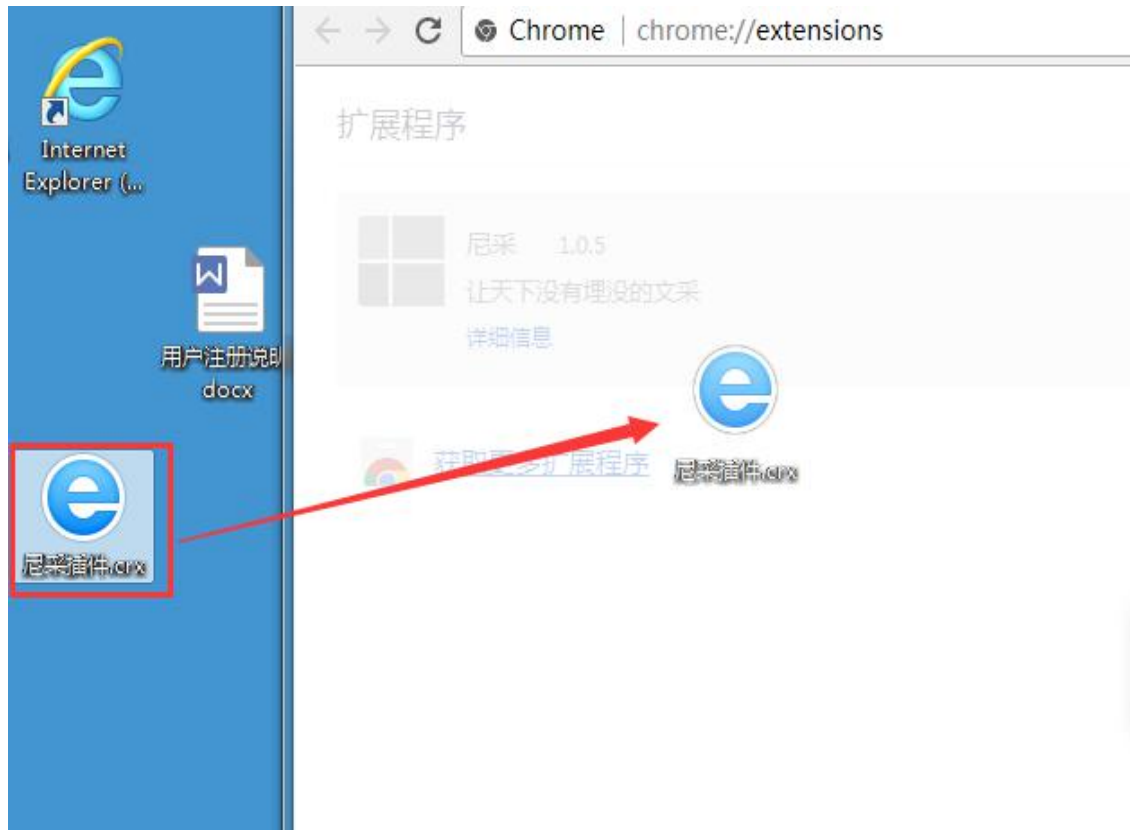 Internet
Explorer (...
用户注册说明
docx
尼采插件.crx
Chrome | chrome://extensions
扩展程序
尼采 1.0.5
让天下没有埋没的文采
详细信息
获取更多扩展程序
尼采插件.crx